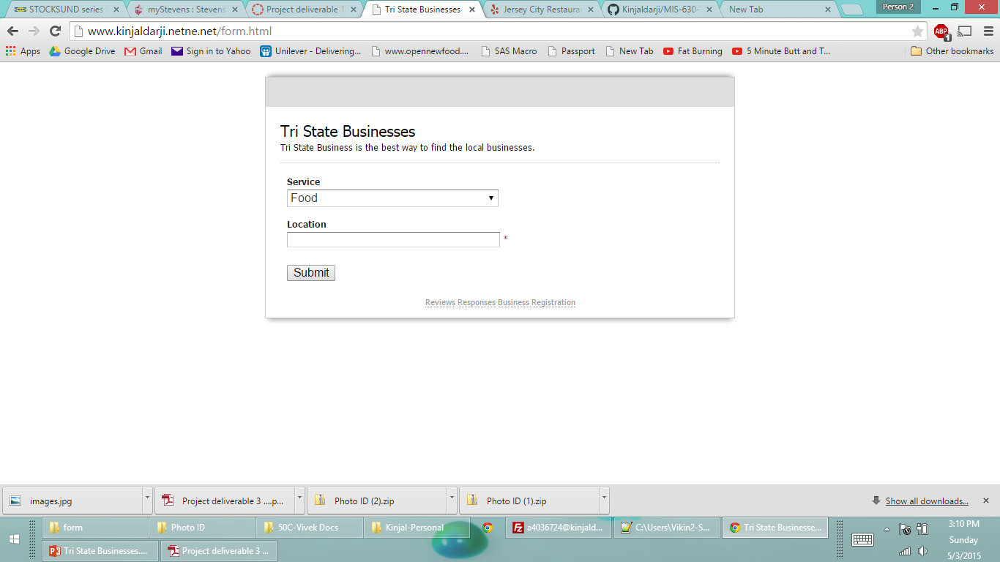 STOCKSUND series -
myStevens : Stevens
Project deliverable 1
Tri State Businesses
Jersey City Restauran
Kinjaldarji/MIS-630-
New Tab
Person 2
www.kinjaldarji.netne.net/form.html
ABP
1
Apps
Google Drive
Gmail
Sign in to Yahoo
Unilever - Delivering...
www.opennewfood....
SAS Macro
Passport
New Tab
Fat Burning
5 Minute Butt and T...
Other bookmarks
Tri State Businesses
Tri State Business is the best way to find the local businesses.
Service
Food
Location
*
Submit
Reviews Responses Business Registration
images.jpg
Project deliverable 3 ....p...
Photo ID (2).zip
Photo ID (1).zip
Show all downloads...
form
Photo ID
50C-Vivek Docs
Kinjal-Personal
a4036724@kinjald...
C:\Users\Vikin2-S...
Tri State Businesse...
3:10 PM
Sunday
Tri State Businesses....
Project deliverable 3 ...
5/3/2015